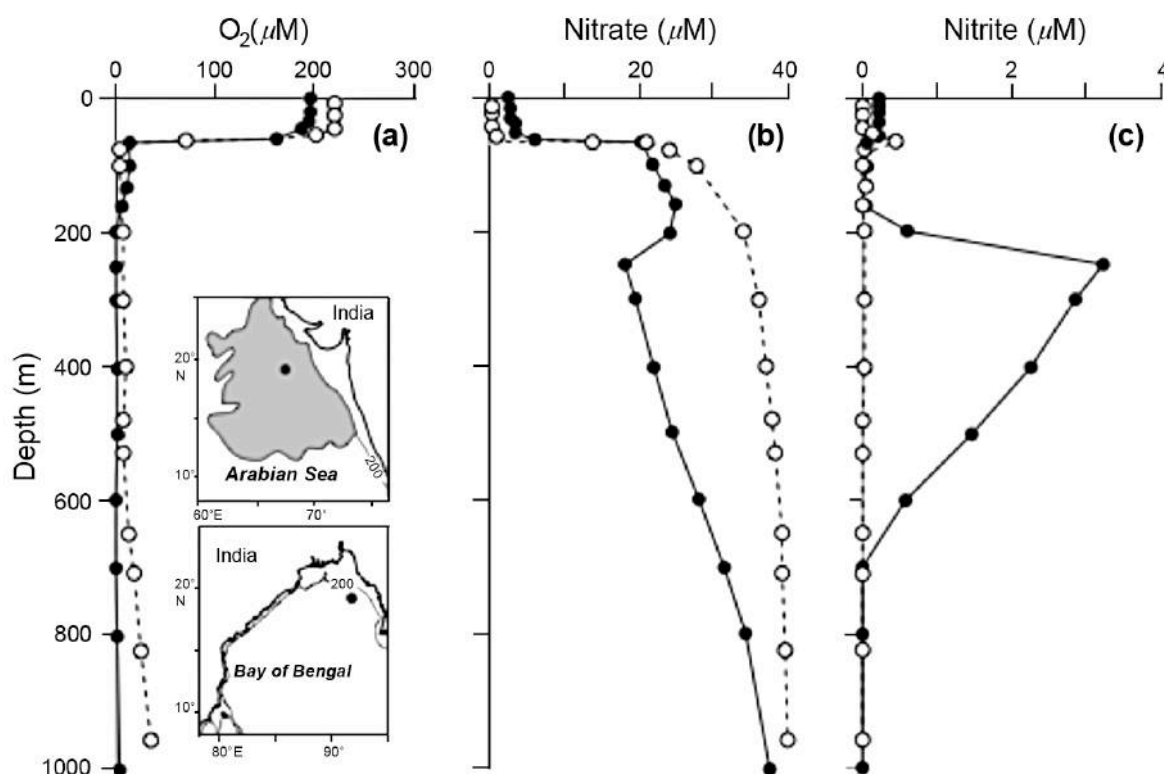 O2(μM)
Nitrate (μM)
Nitrite (μM)
0 100 200 300
0 20 40
0 2 4
0
200
400
600
800
1000
Depth (m)
(a)
(b)
(c)
India
20°
N
10°
Arabian Sea
200
60°E 70°
India
200
20°
N
Bay of Bengal
10°
80°E 90°